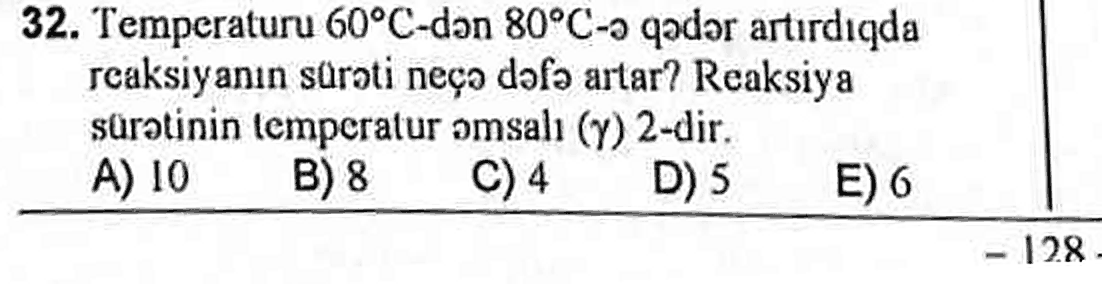 32. Temperaturu 60°C-dən 80°C-ə qədər artırdıqda
reaksiyanın sürəti neçə dəfə artar? Reaksiya
sürətinin temperatur əmsalı (γ) 2-dir.
A) 10 B) 8 C) 4 D) 5 E) 6
– 128 -